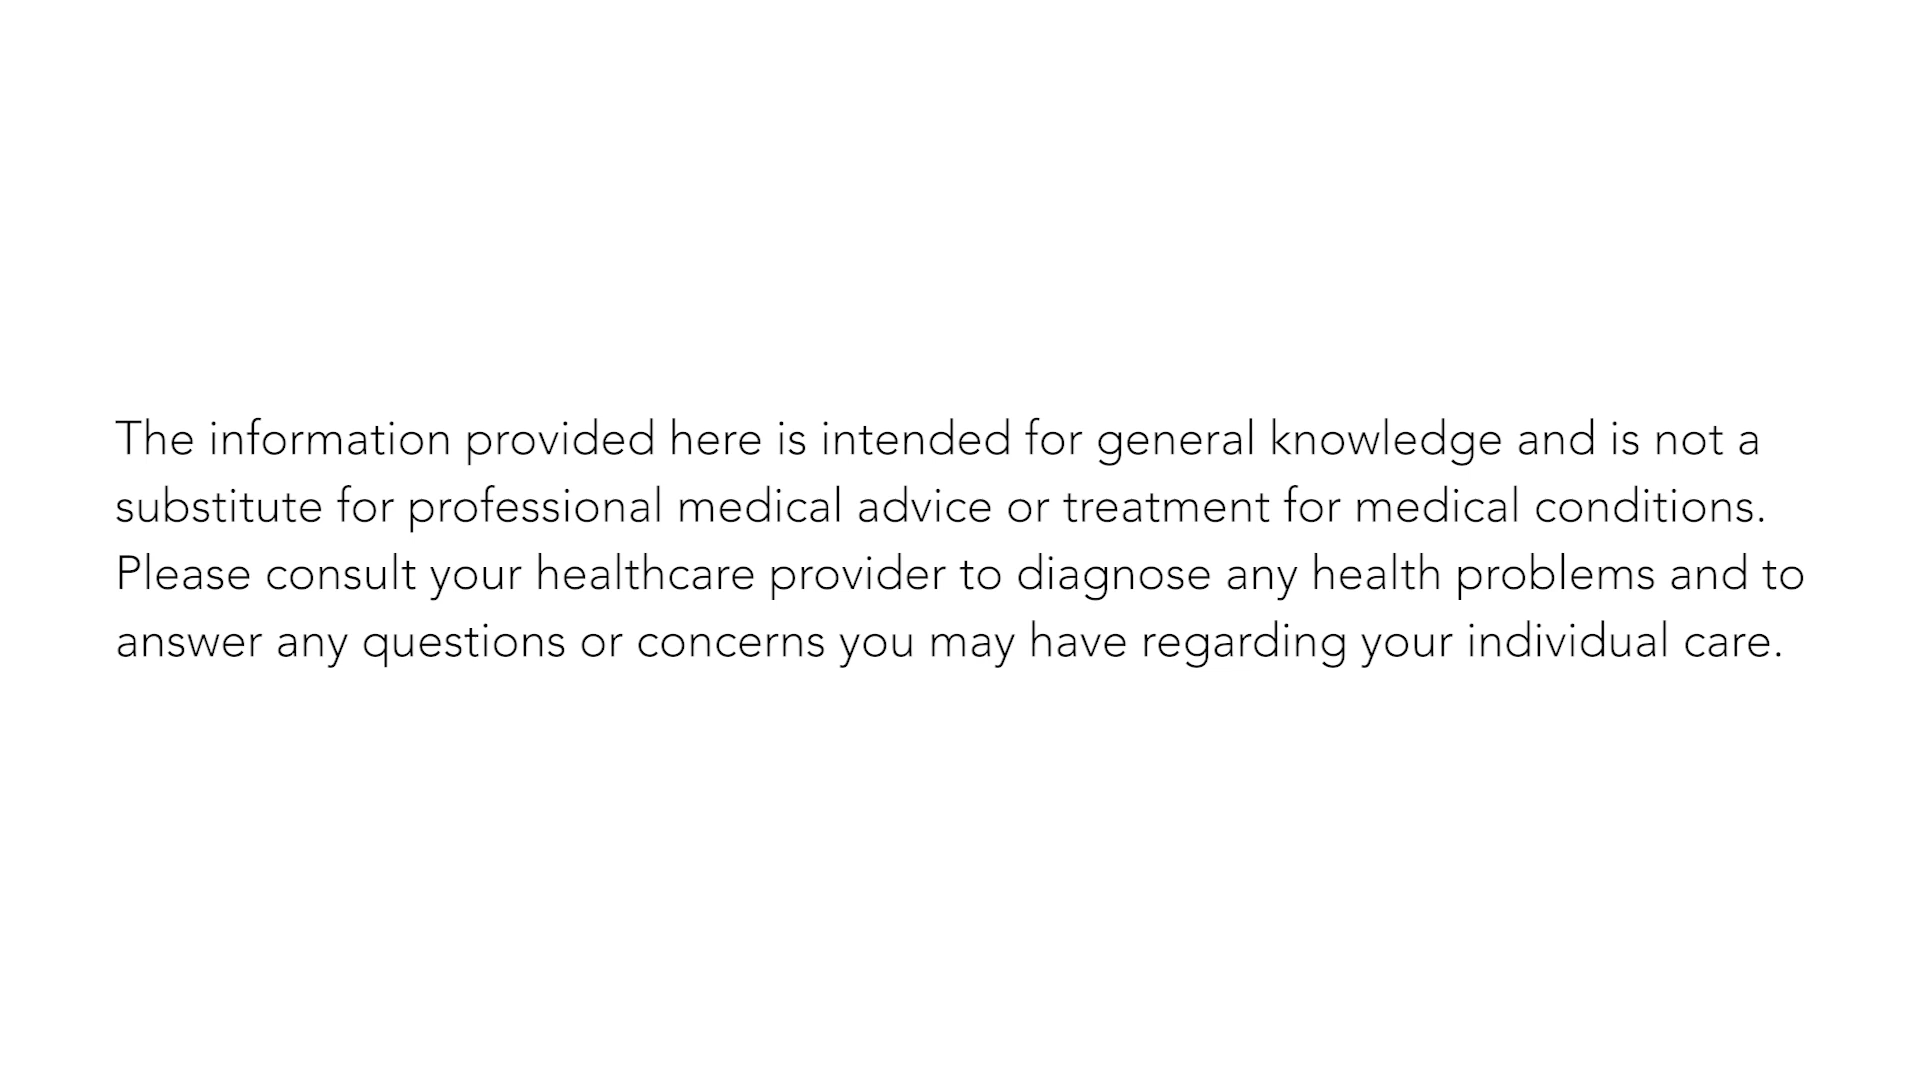 The information provided here is intended for general knowledge and is not a
substitute for professional medical advice or treatment for medical conditions.
Please consult your healthcare provider to diagnose any health problems and to
answer any questions or concerns you may have regarding your individual care.